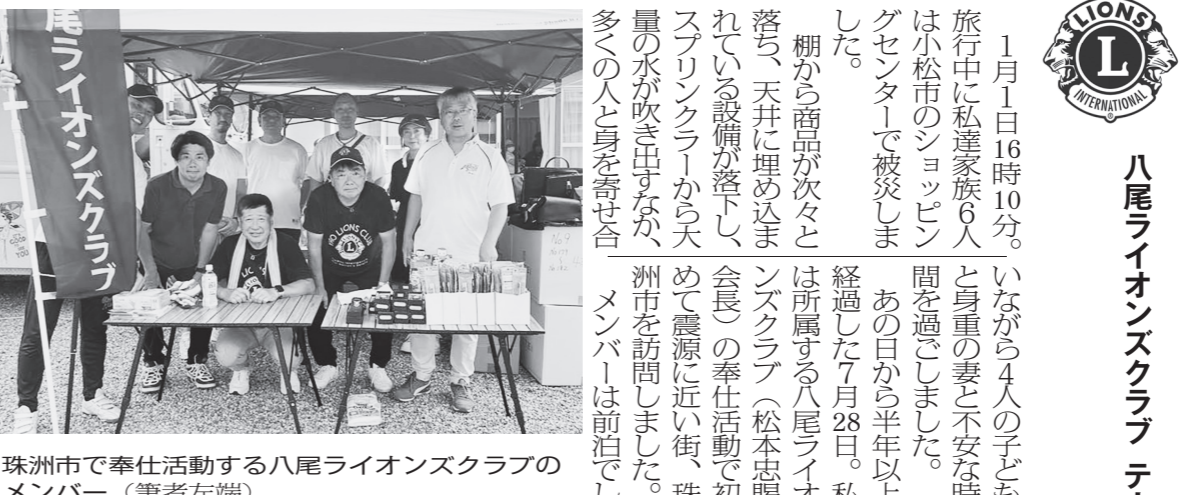 LIONS
L
INTERNATIONAL
八尾ライオンズクラブ
1月1日16時10分。
旅行中に私達家族6人
は小松市のショッピン
グセンターで被災しま
した。
棚から商品が次々と
落ち、天井に埋め込ま
れている設備が落下し、
スプリンクラーから大
量の水が吹き出すなか、
多くの人と身を寄せ合
いながら4人の子ども
と身重の妻と不安な時
間を過ごしました。
あの日から半年以上
経過した7月28日。私
は所属する八尾ライオ
ンズクラブ（松本忠賜
会長）の奉仕活動で初
めて震源に近い街、珠
洲市を訪問しました。
メンバーは前泊でし
尾ライオンズクラブ
LIONS CLUB
珠洲市で奉仕活動する八尾ライオンズクラブの
メンバー（筆者左端）